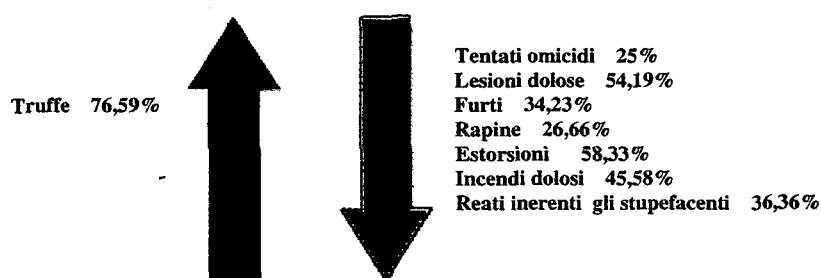 Truffe 76,59%
Tentati omicidi 25%
Lesioni dolose 54,19%
Furti 34,23%
Rapine 26,66%
Estorsioni 58,33%
Incendi dolosi 45,58%
Reati inerenti gli stupefacenti 36,36%